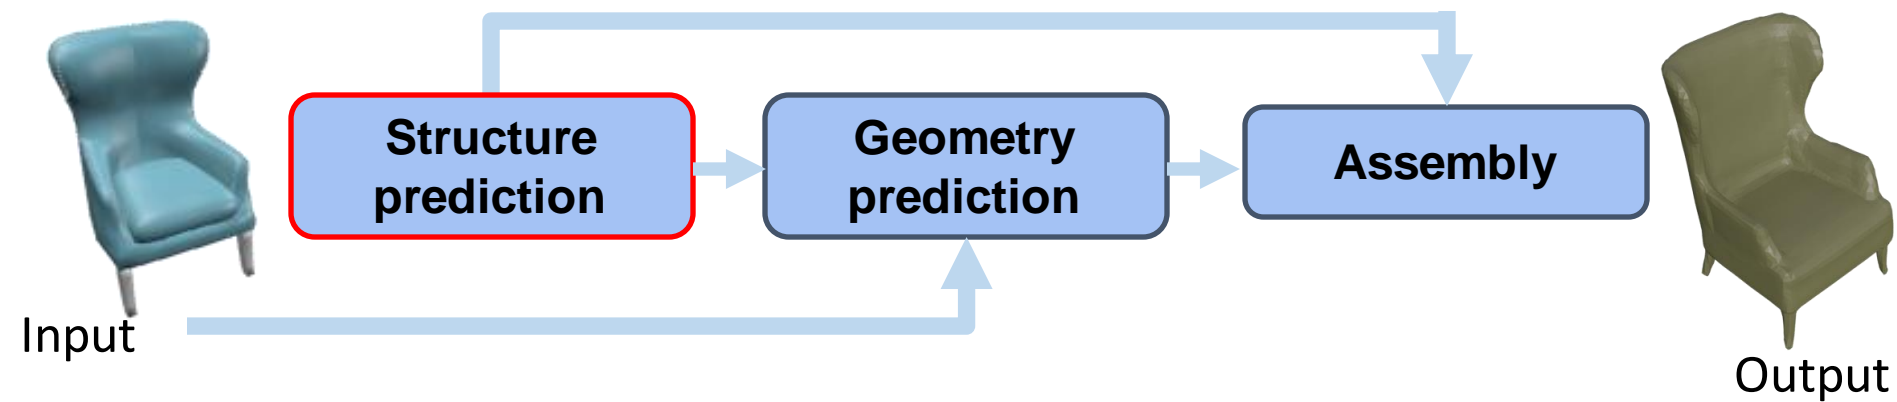 Structure
prediction
Geometry
prediction
Assembly
Input
Output